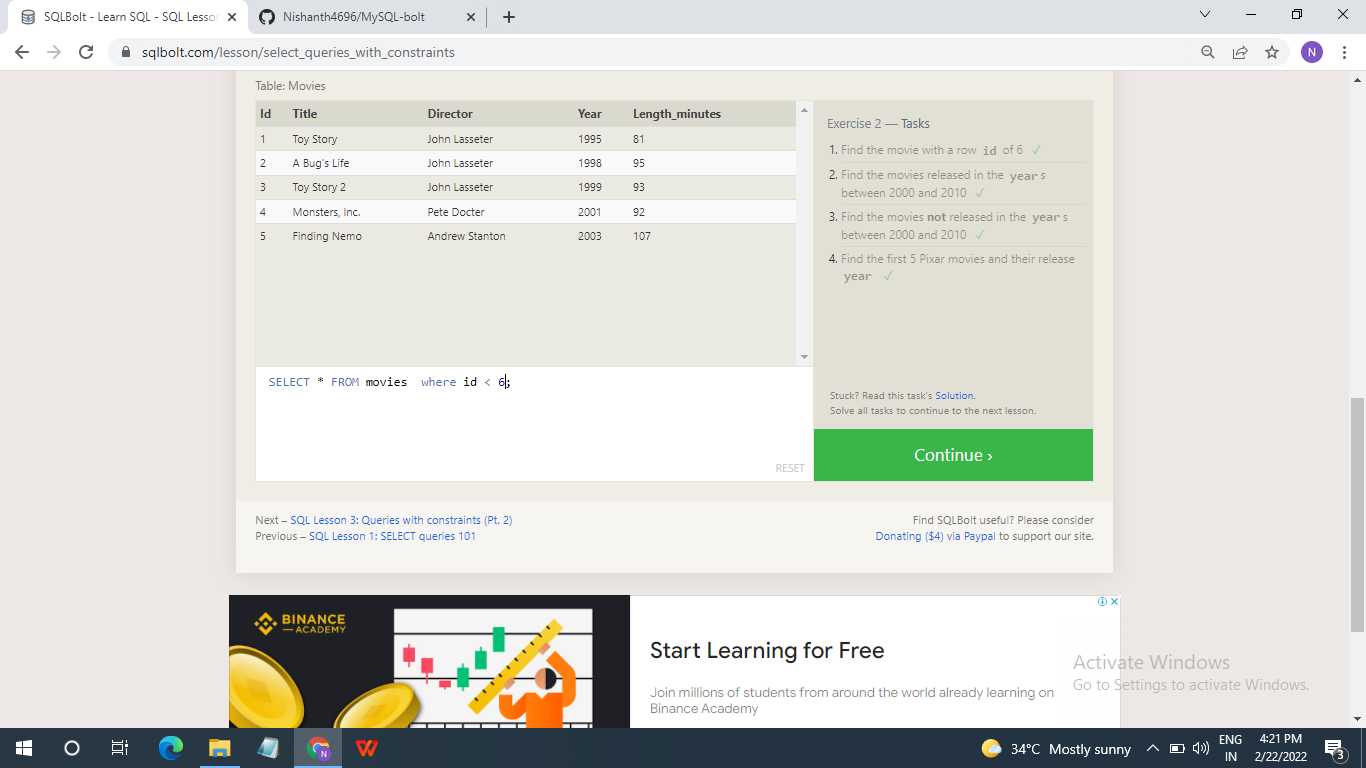 SQLBolt - Learn SQL - SQL Lesso
Nishanth4696/MySQL-bolt
sqlbolt.com/lesson/select_queries_with_constraints
N
Table: Movies
Id Title Director Year Length_minutes
1 Toy Story John Lasseter 1995 81
2 A Bug's Life John Lasseter 1998 95
3 Toy Story 2 John Lasseter 1999 93
4 Monsters, Inc. Pete Docter 2001 92
5 Finding Nemo Andrew Stanton 2003 107
SELECT * FROM movies  where id < 6;
RESET
Exercise 2 — Tasks
1. Find the movie with a row id of 6 ✓
2. Find the movies released in the year s
between 2000 and 2010 ✓
3. Find the movies not released in the year s
between 2000 and 2010 ✓
4. Find the first 5 Pixar movies and their release
year ✓
Stuck? Read this task's Solution.
Solve all tasks to continue to the next lesson.
Continue ›
Next – SQL Lesson 3: Queries with constraints (Pt. 2)
Previous – SQL Lesson 1: SELECT queries 101
Find SQLBolt useful? Please consider
Donating ($4) via Paypal to support our site.
BINANCE
ACADEMY
Start Learning for Free
Join millions of students from around the world already learning on
Binance Academy
Activate Windows
Go to Settings to activate Windows.
N
34°C Mostly sunny
ENG
IN
4:21 PM
2/22/2022
3